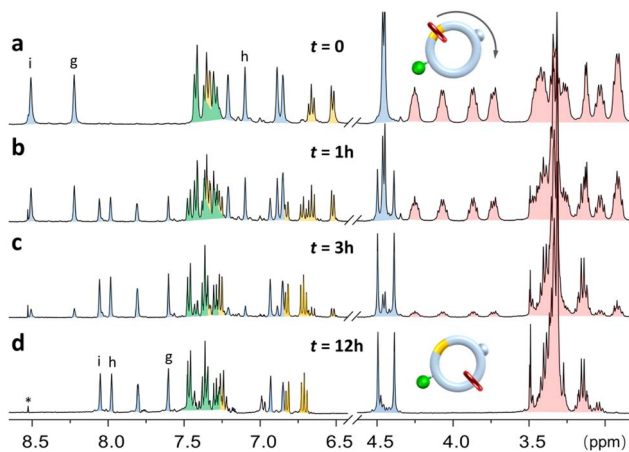 a t = 0
i g h
b t = 1h
c t = 3h
d t = 12h
i h g
*
8.5 8.0 7.5 7.0 6.5 4.5 4.0 3.5 (ppm)